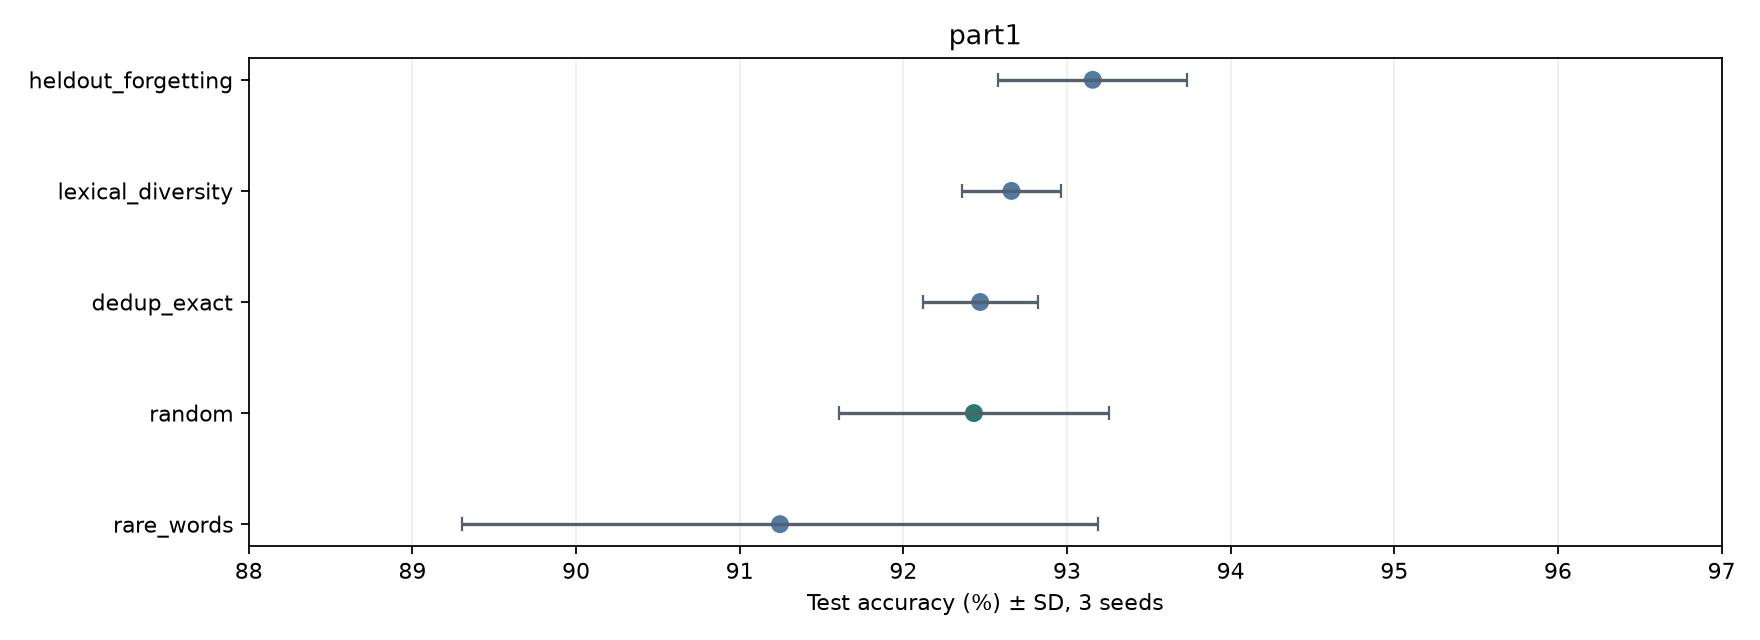 part1
heldout_forgetting
lexical_diversity
dedup_exact
random
rare_words
88 89 90 91 92 93 94 95 96 97
Test accuracy (%) ± SD, 3 seeds